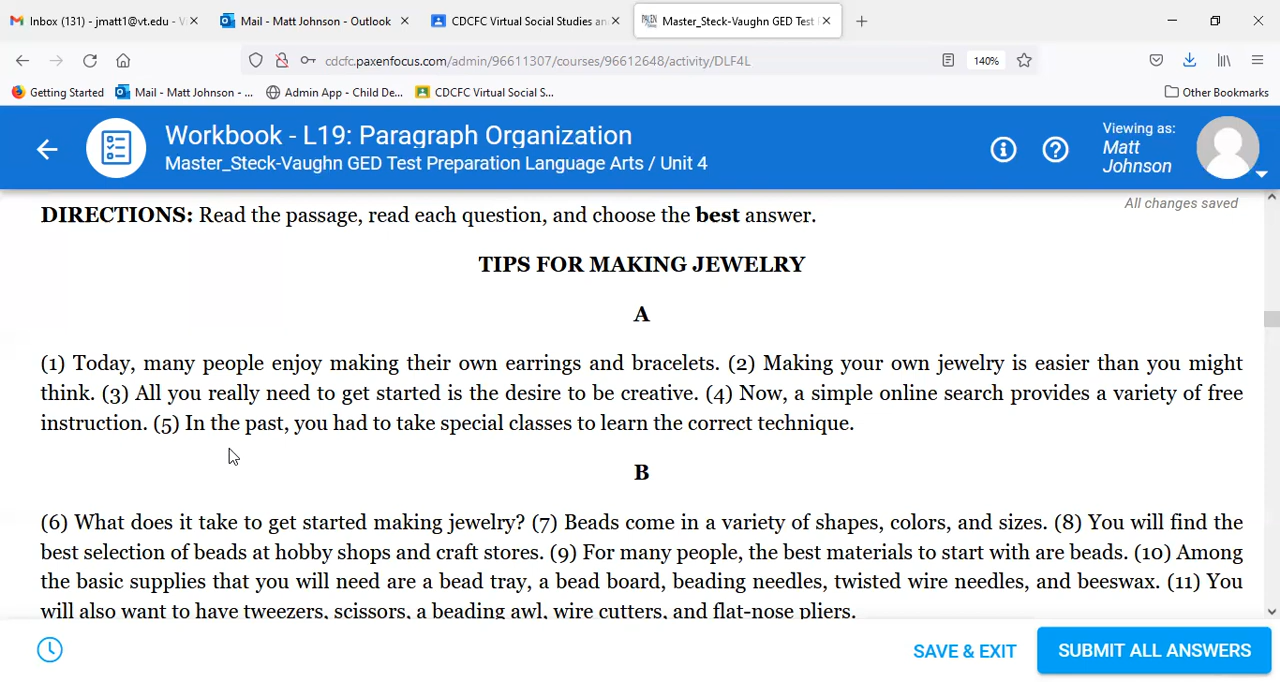 Inbox (131) - jmatt1@vt.edu - V
Mail - Matt Johnson - Outlook
CDCFC Virtual Social Studies an
PAXEN
Master_Steck-Vaughn GED Test
cdcfc.paxenfocus.com/admin/96611307/courses/96612648/activity/DLF4L
140%
Getting Started
Mail - Matt Johnson - ...
Admin App - Child De...
CDCFC Virtual Social S...
Other Bookmarks
Workbook - L19: Paragraph Organization
Master_Steck-Vaughn GED Test Preparation Language Arts / Unit 4
Viewing as:
Matt
Johnson
All changes saved
DIRECTIONS: Read the passage, read each question, and choose the best answer.
TIPS FOR MAKING JEWELRY
A
(1) Today, many people enjoy making their own earrings and bracelets. (2) Making your own jewelry is easier than you might
think. (3) All you really need to get started is the desire to be creative. (4) Now, a simple online search provides a variety of free
instruction. (5) In the past, you had to take special classes to learn the correct technique.
B
(6) What does it take to get started making jewelry? (7) Beads come in a variety of shapes, colors, and sizes. (8) You will find the
best selection of beads at hobby shops and craft stores. (9) For many people, the best materials to start with are beads. (10) Among
the basic supplies that you will need are a bead tray, a bead board, beading needles, twisted wire needles, and beeswax. (11) You
will also want to have tweezers, scissors, a beading awl, wire cutters, and flat-nose pliers.
SAVE & EXIT
SUBMIT ALL ANSWERS